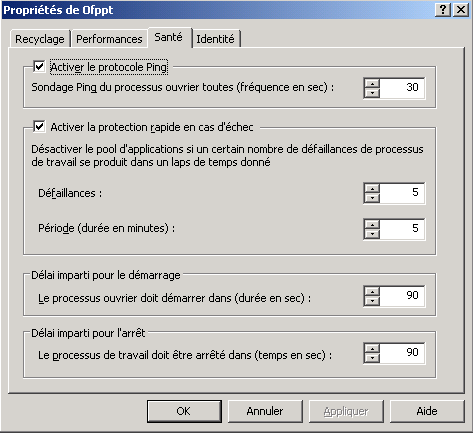 Propriétés de Ofppt
Recyclage Performances Santé Identité
Activer le protocole Ping
Sondage Ping du processus ouvrier toutes (fréquence en sec) : 30
Activer la protection rapide en cas d'échec
Désactiver le pool d'applications si un certain nombre de défaillances de processus
de travail se produit dans un laps de temps donné
Défaillances : 5
Période (durée en minutes) : 5
Délai imparti pour le démarrage
Le processus ouvrier doit démarrer dans (durée en sec) : 90
Délai imparti pour l'arrêt
Le processus de travail doit être arrêté dans (temps en sec) : 90
OK Annuler Appliquer Aide